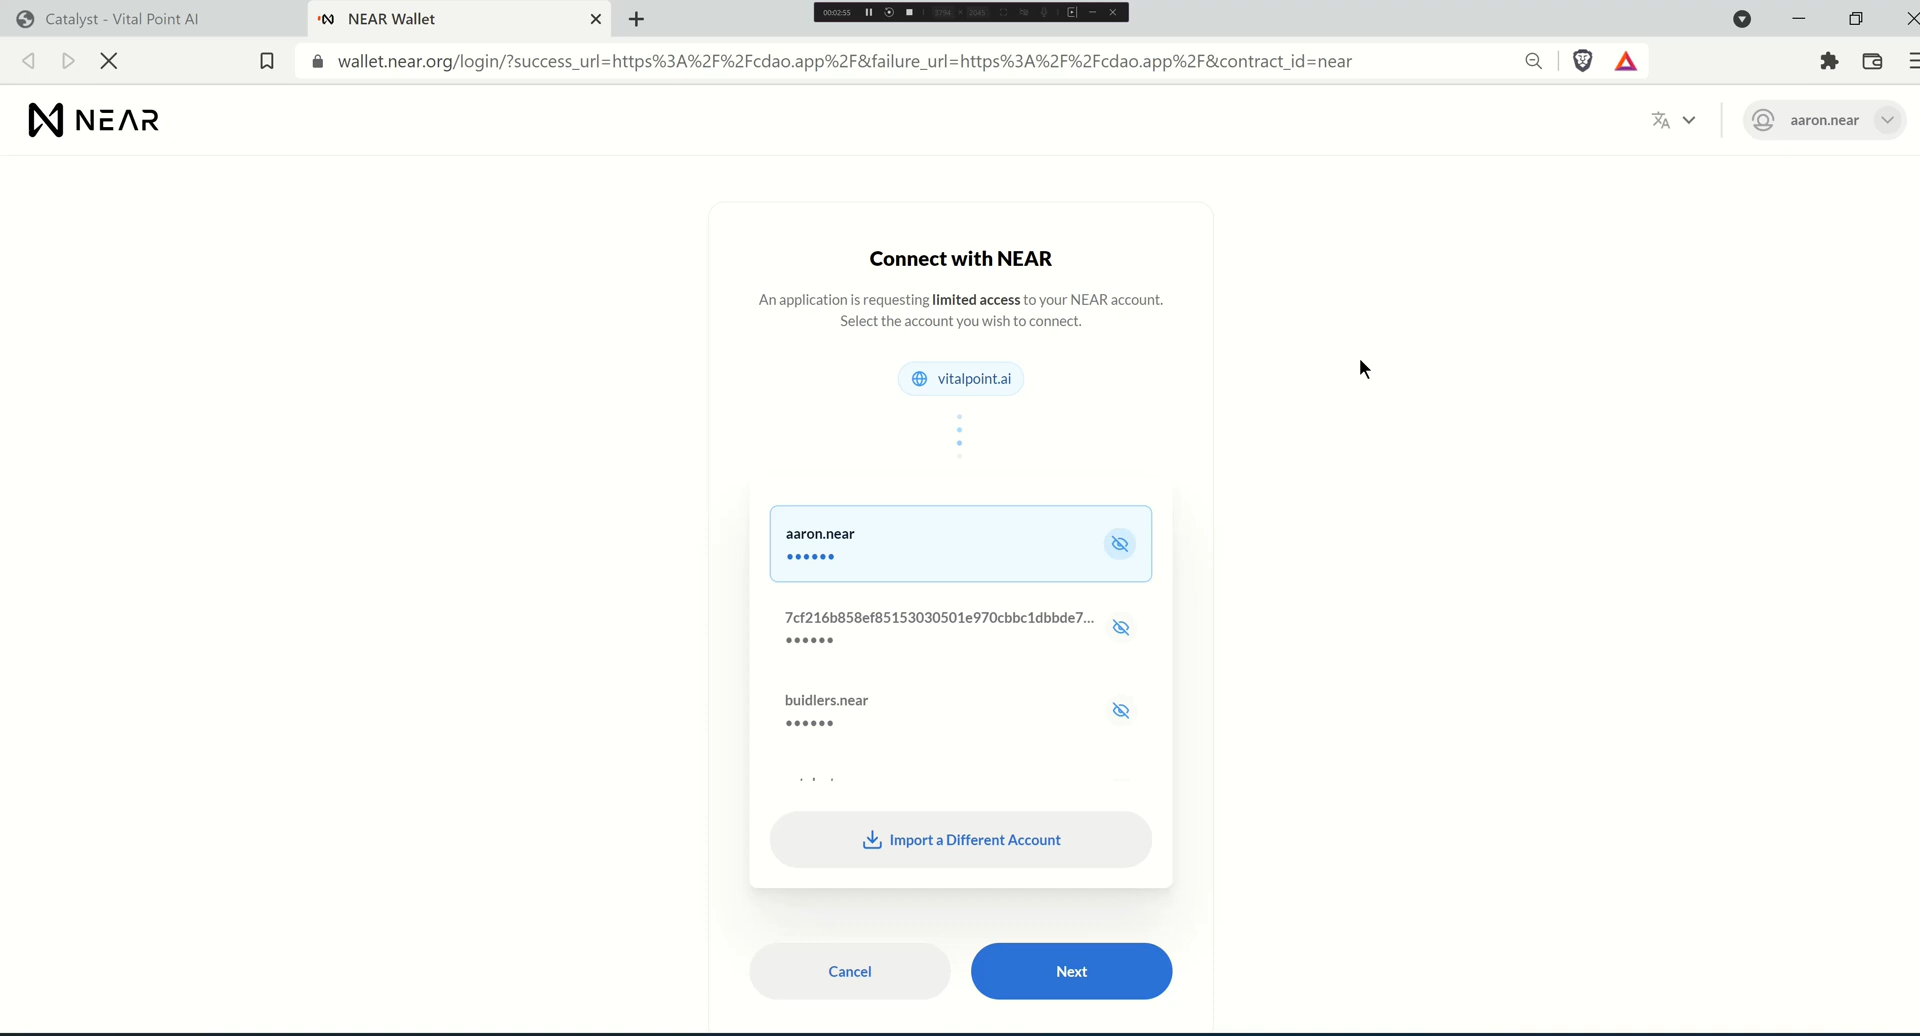 Catalyst - Vital Point AI
NEAR Wallet
00:02:55
wallet.near.org/login/?success_url=https%3A%2F%2Fcdao.app%2F&failure_url=https%3A%2F%2Fcdao.app%2F&contract_id=near
NEAR
aaron.near
Connect with NEAR
An application is requesting limited access to your NEAR account.
Select the account you wish to connect.
vitalpoint.ai
aaron.near
••••••
7cf216b858ef85153030501e970cbbc1dbbde7...
••••••
buidlers.near
••••••
Import a Different Account
Cancel
Next